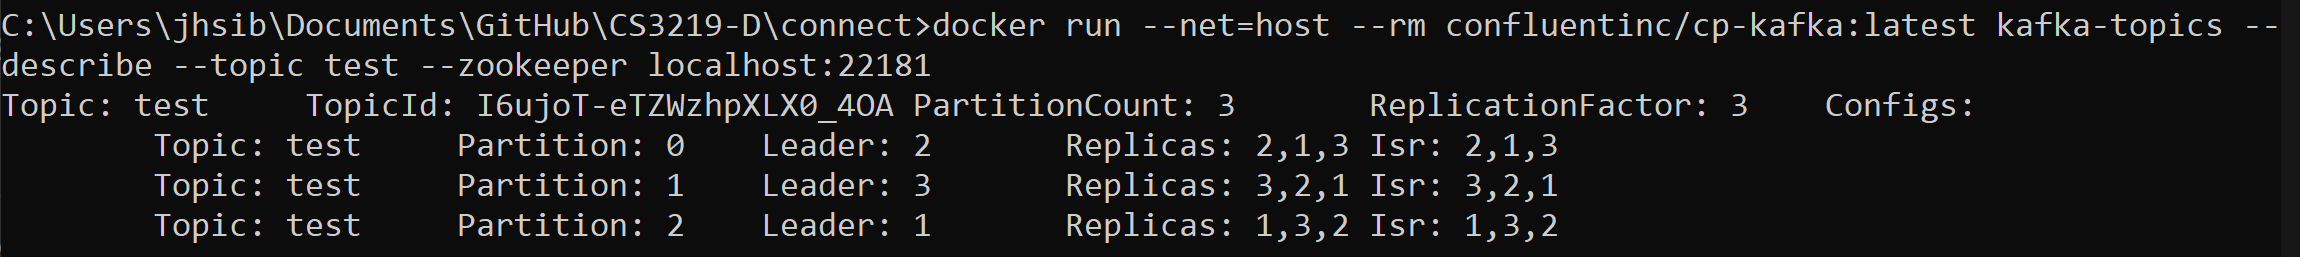 C:\Users\jhsib\Documents\GitHub\CS3219-D\connect>docker run --net=host --rm confluentinc/cp-kafka:latest kafka-topics --
describe --topic test --zookeeper localhost:22181
Topic: test     TopicId: I6ujoT-eTZWzhpXLX0_4OA PartitionCount: 3       ReplicationFactor: 3    Configs:
        Topic: test     Partition: 0    Leader: 2       Replicas: 2,1,3 Isr: 2,1,3
        Topic: test     Partition: 1    Leader: 3       Replicas: 3,2,1 Isr: 3,2,1
        Topic: test     Partition: 2    Leader: 1       Replicas: 1,3,2 Isr: 1,3,2